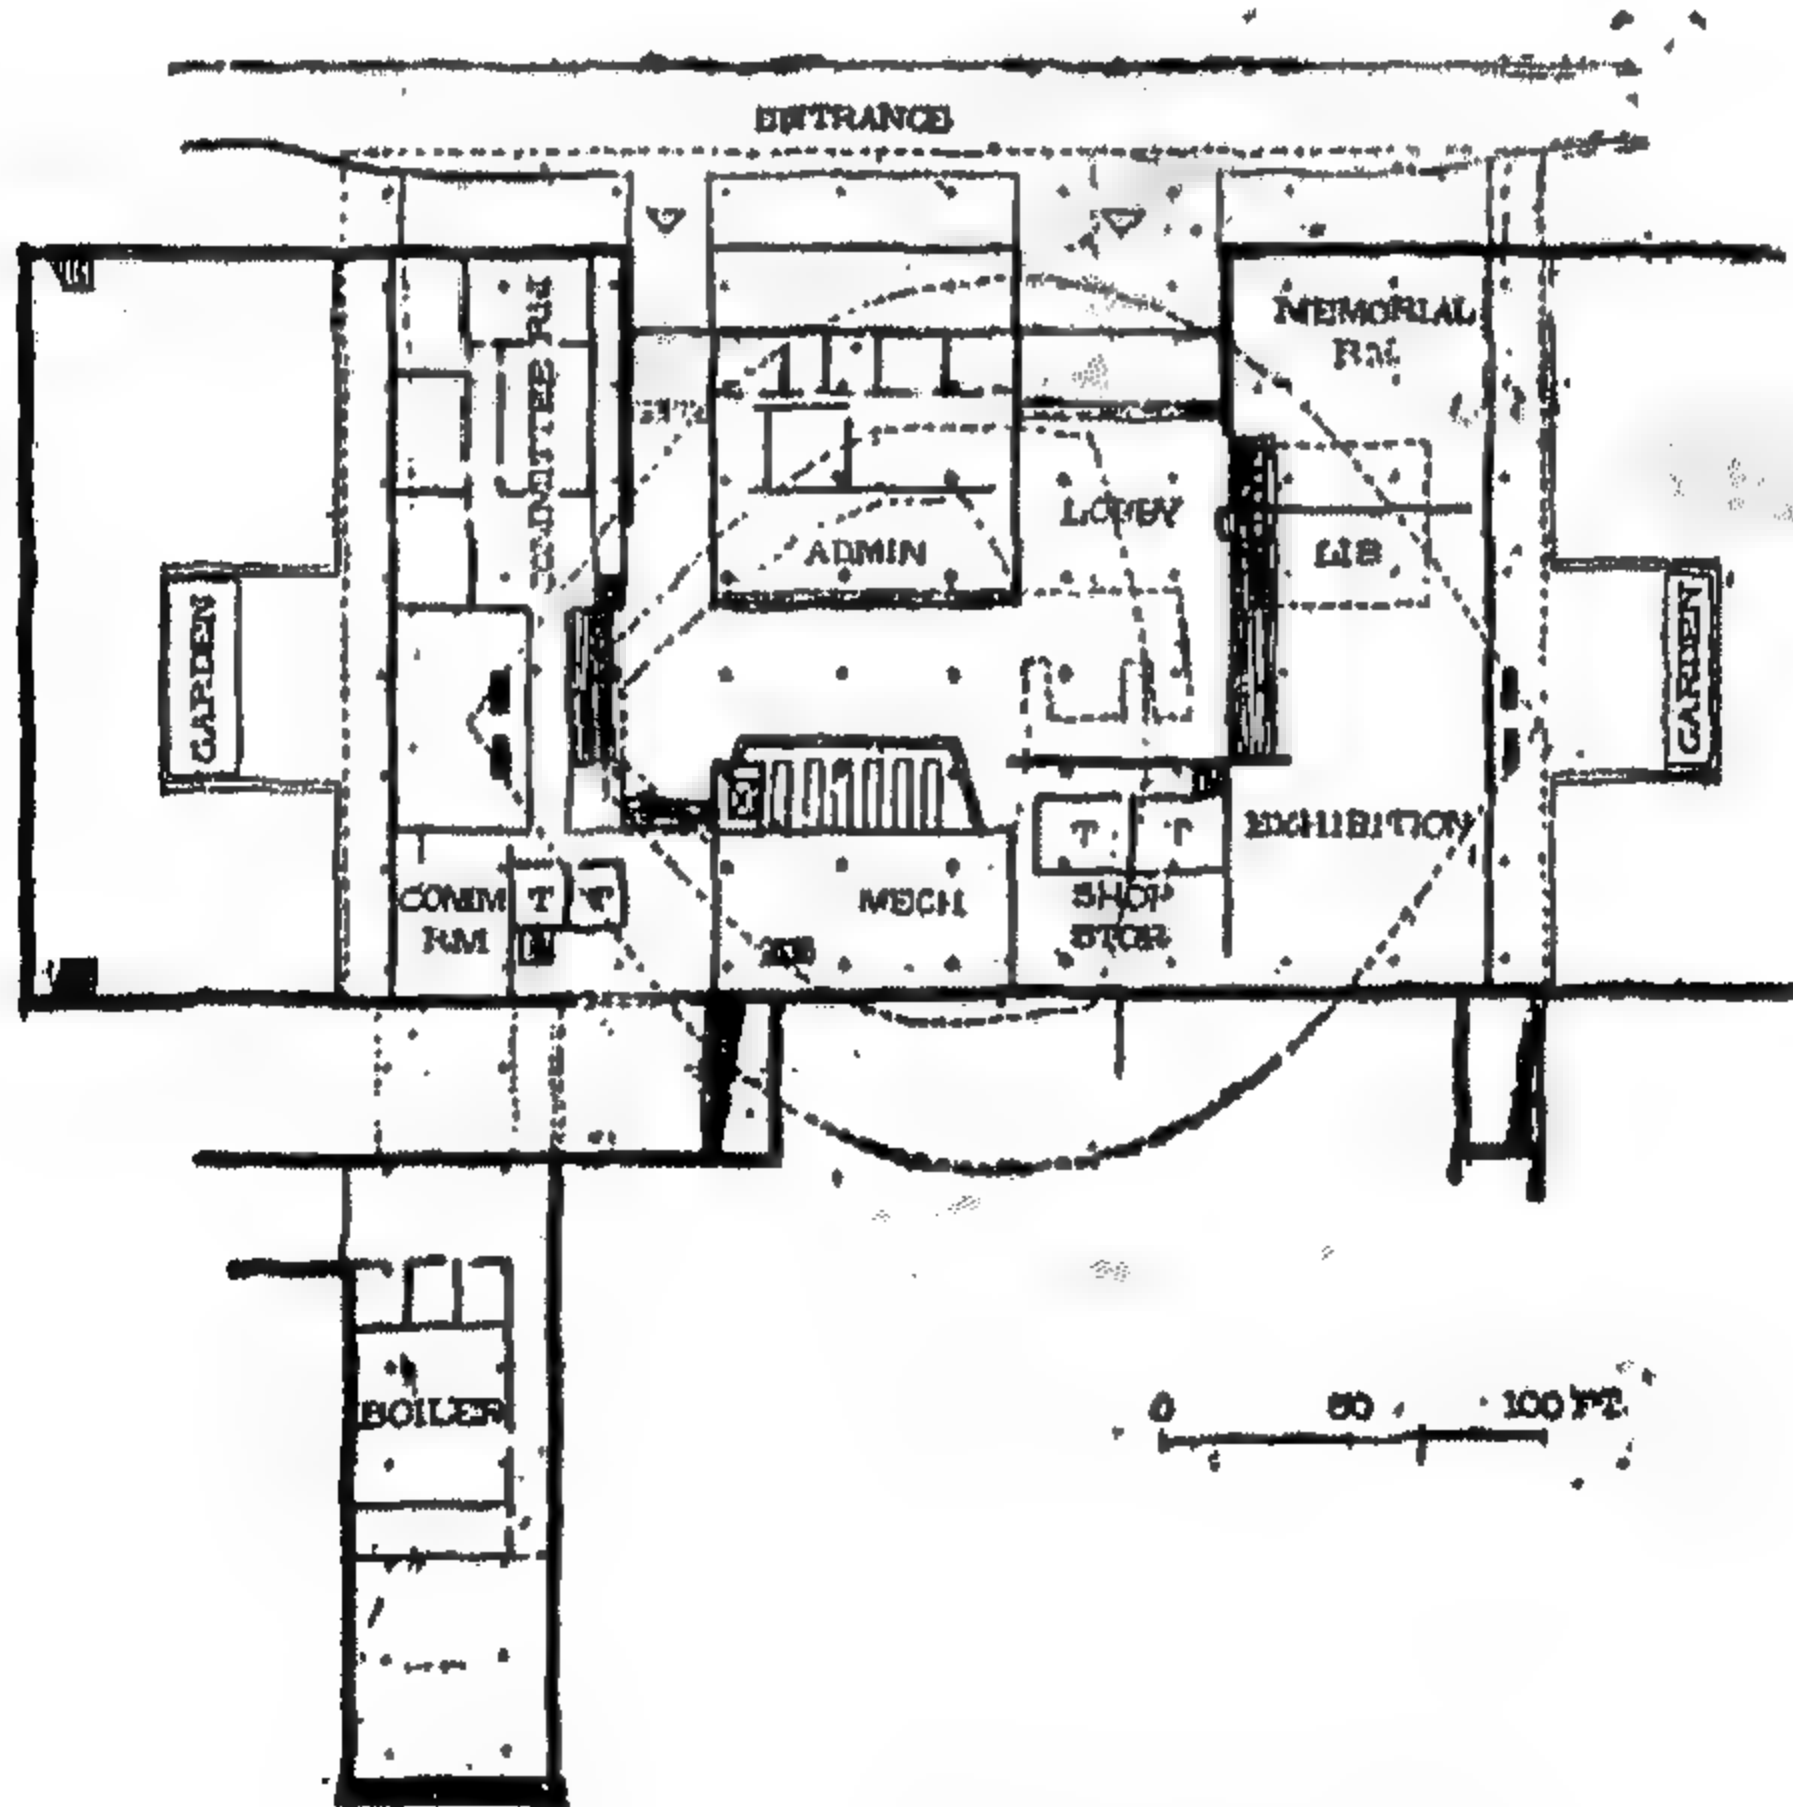 ENTRANCE
MEMORIAL
RM
COMMITTEE RM
LOBBY
ADMIN
LIB
GARDEN
GARDEN
T T
EXHIBITION
COMM
RM
T T
MECH
SHOP
STOR
BOILER
0 50 100 FT.